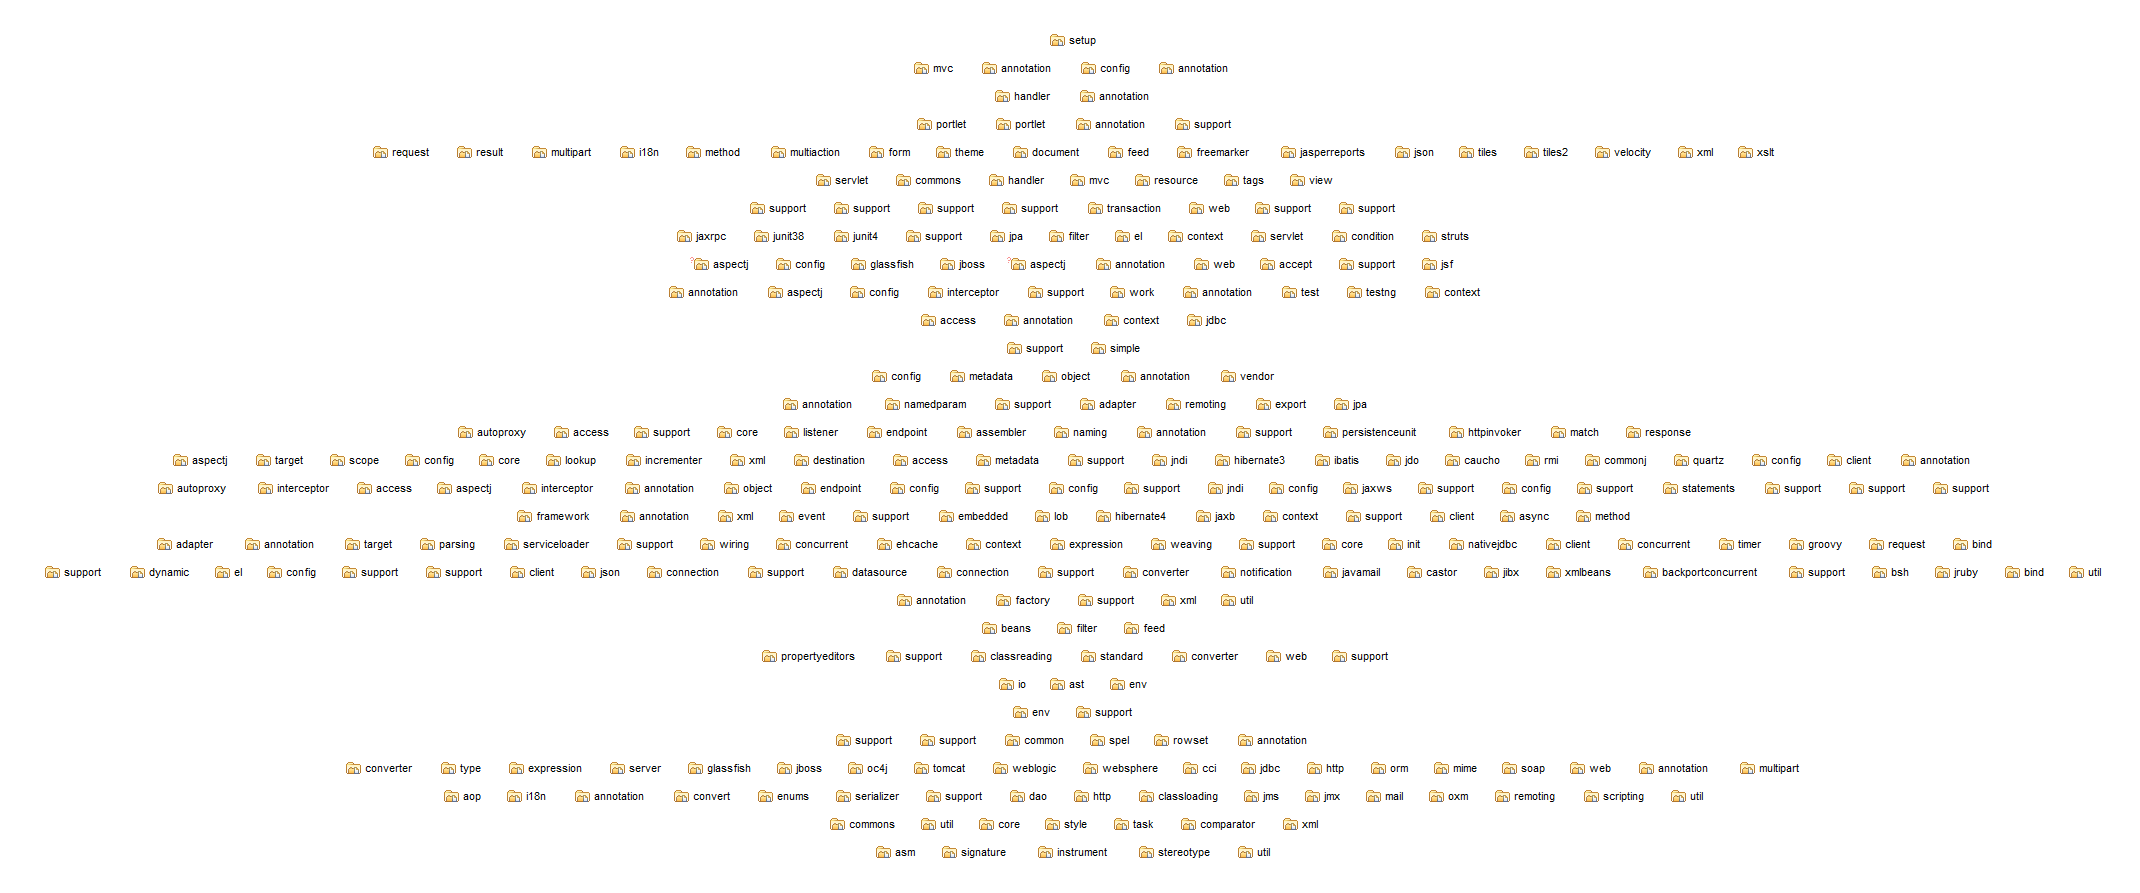 setup
mvc annotation config annotation
handler annotation
portlet portlet annotation support
request result multipart i18n method multiaction form theme document feed freemarker jasperreports json tiles tiles2 velocity xml xslt
servlet commons handler mvc resource tags view
support support support support transaction web support support
jaxrpc junit38 junit4 support jpa filter el context servlet condition struts
? aspectj config glassfish jboss ? aspectj annotation web accept support jsf
annotation aspectj config interceptor support work annotation test testng context
access annotation context jdbc
support simple
config metadata object annotation vendor
annotation namedparam support adapter remoting export jpa
autoproxy access support core listener endpoint assembler naming annotation support persistenceunit httpinvoker match response
aspectj target scope config core lookup incrementer xml destination access metadata support jndi hibernate3 ibatis jdo caucho rmi commonj quartz config client annotation
autoproxy interceptor access aspectj interceptor annotation object endpoint config support config support jndi config jaxws support config support statements support support support
framework annotation xml event support embedded lob hibernate4 jaxb context support client async method
adapter annotation target parsing serviceloader support wiring concurrent ehcache context expression weaving support core init nativejdbc client concurrent timer groovy request bind
support dynamic el config support support client json connection support datasource connection support converter notification javamail castor jibx xmlbeans backportconcurrent support bsh jruby bind util
annotation factory support xml util
beans filter feed
propertyeditors support classreading standard converter web support
io ast env
env support
support support common spel rowset annotation
converter type expression server glassfish jboss oc4j tomcat weblogic websphere cci jdbc http orm mime soap web annotation multipart
aop i18n annotation convert enums serializer support dao http classloading jms jmx mail oxm remoting scripting util
commons util core style task comparator xml
asm signature instrument stereotype util